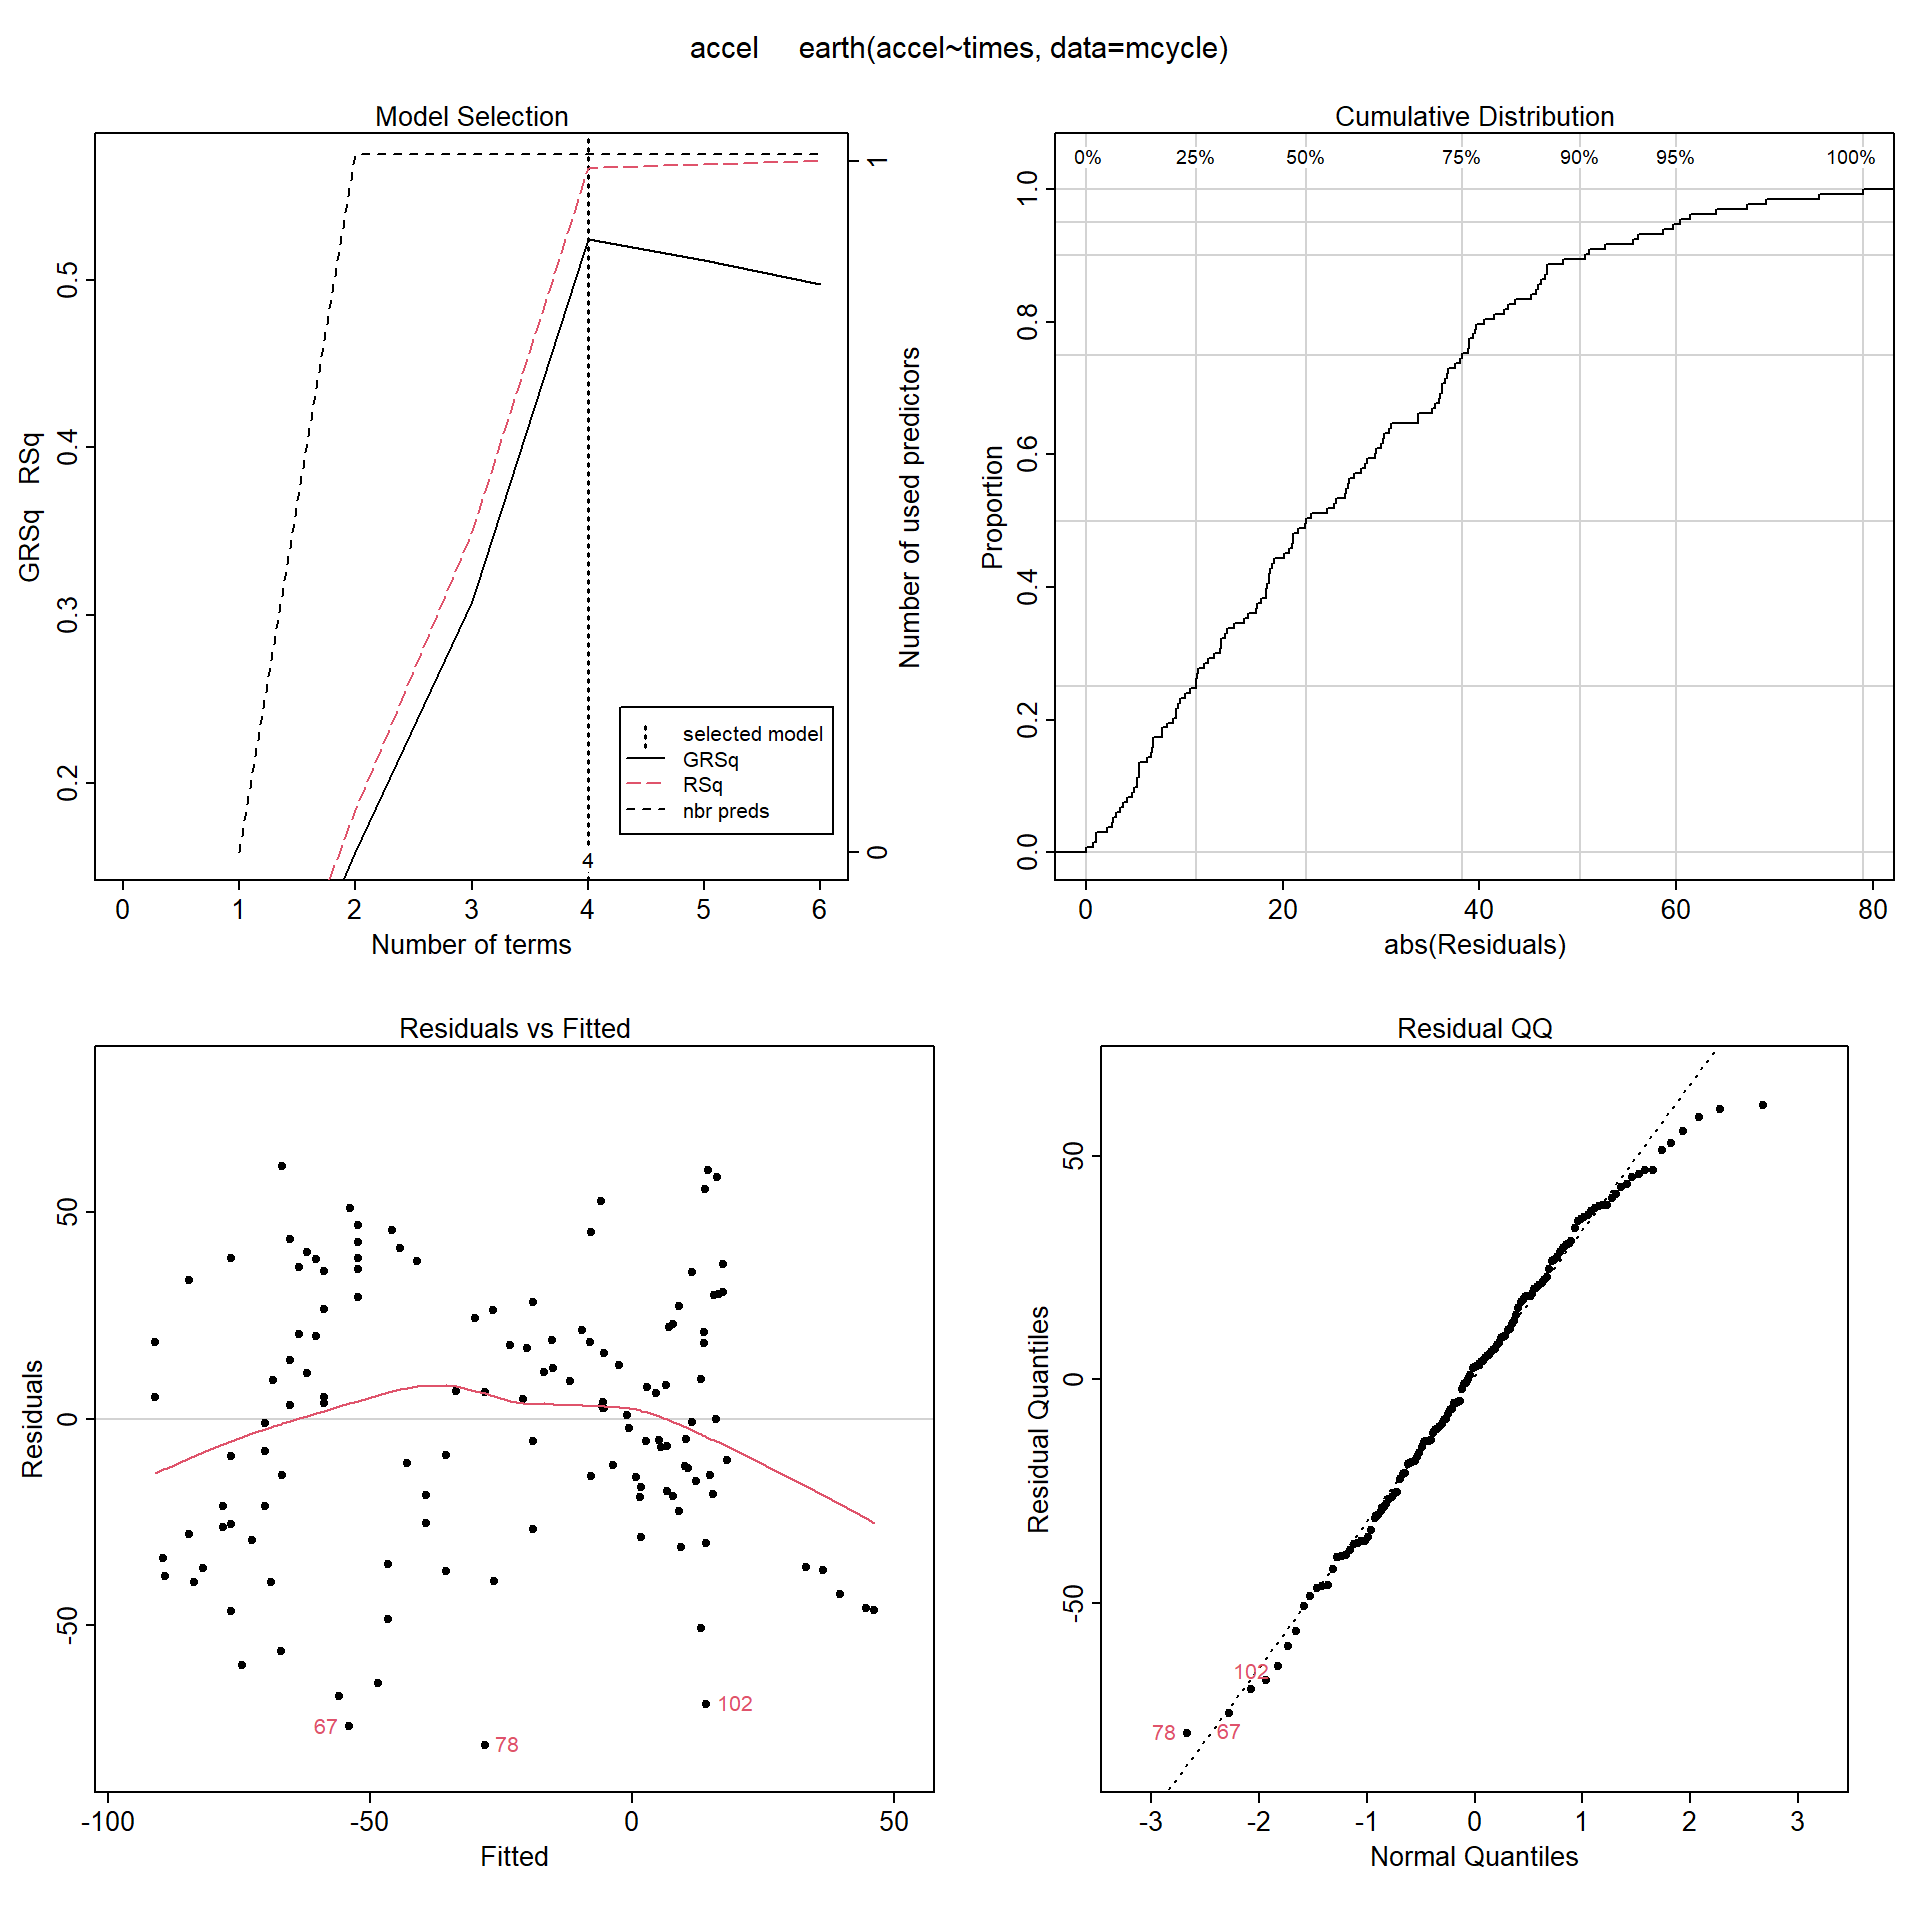 accel earth(accel~times, data=mcycle)
Model Selection
GRSq RSq
0.2
0.3
0.4
0.5
Number of used predictors
0
1
selected model
GRSq
RSq
nbr preds
4
0 1 2 3 4 5 6
Number of terms
Cumulative Distribution
0% 25% 50% 75% 90% 95% 100%
Proportion
0.0
0.2
0.4
0.6
0.8
1.0
0 20 40 60 80
abs(Residuals)
Residuals vs Fitted
Residuals
-50
0
50
102
67
78
-100 -50 0 50
Fitted
Residual QQ
Residual Quantiles
-50
0
50
102
78
67
-3 -2 -1 0 1 2 3
Normal Quantiles